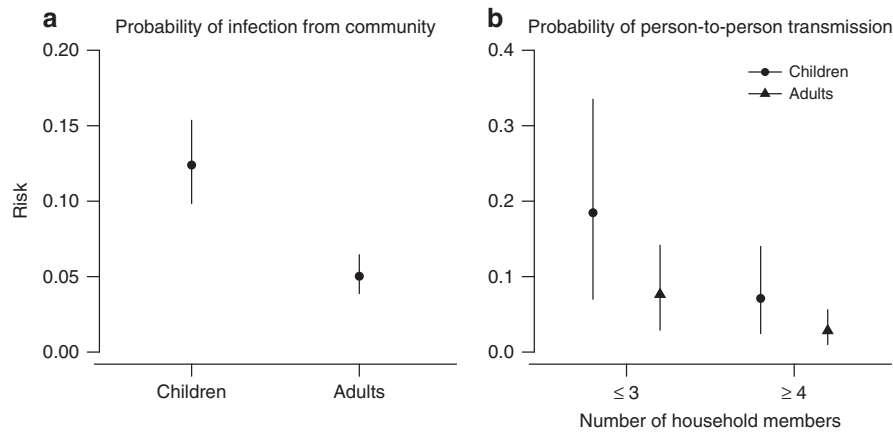 a Probability of infection from community
0.20
0.15
0.10
0.05
0.00
Risk
Children Adults
b Probability of person-to-person transmission
0.4
0.3
0.2
0.1
0.0
Children
Adults
≤ 3 ≥ 4
Number of household members